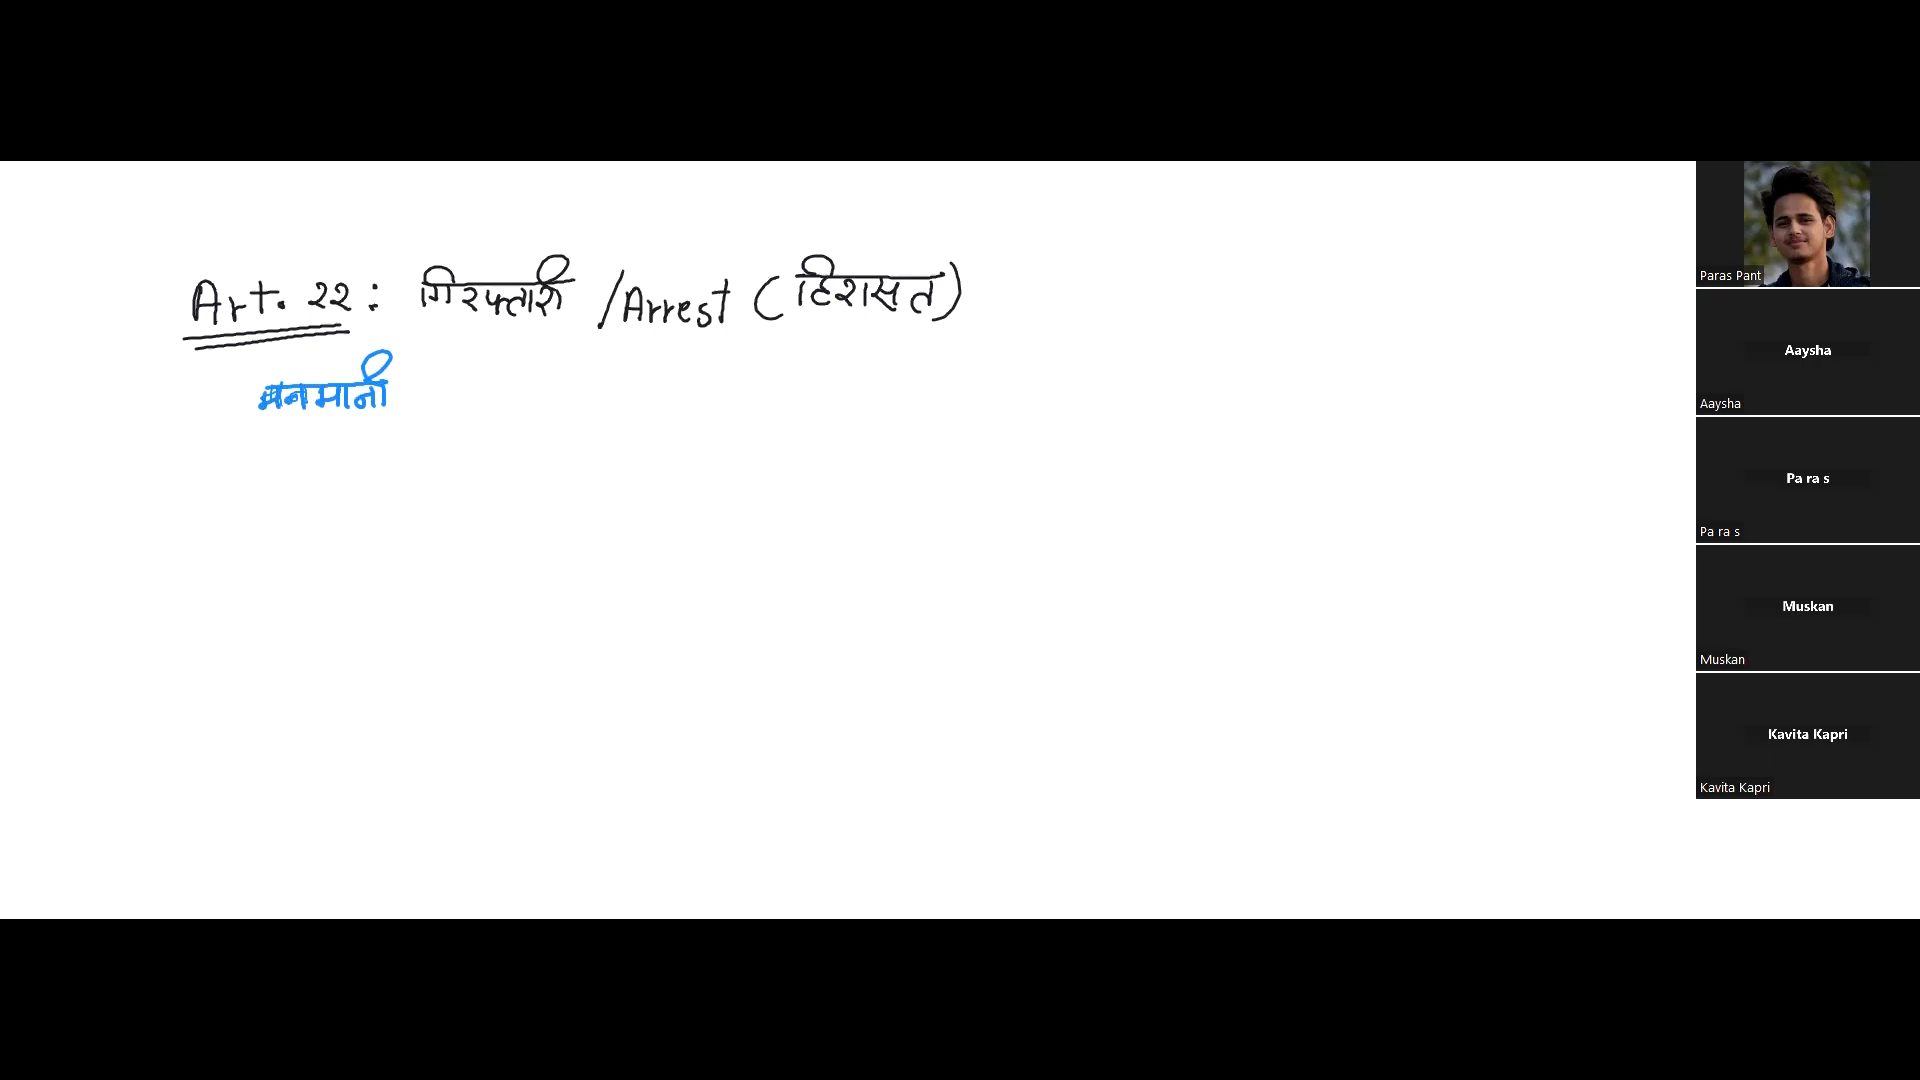 Art. 22 : गिरफ्तारी / Arrest (हिरासत)
मनमानी
Paras Pant
Aaysha
Aaysha
Pa ra s
Pa ra s
Muskan
Muskan
Kavita Kapri
Kavita Kapri